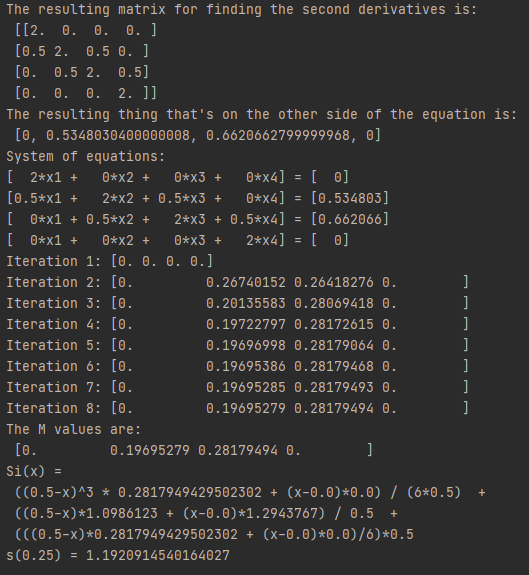 The resulting matrix for finding the second derivatives is:
 [[2.  0.  0.  0. ]
 [0.5 2.  0.5 0. ]
 [0.  0.5 2.  0.5]
 [0.  0.  0.  2. ]]
The resulting thing that's on the other side of the equation is:
 [0, 0.5348030400000008, 0.6620662799999968, 0]
System of equations:
[  2*x1 +   0*x2 +   0*x3 +   0*x4] = [  0]
[0.5*x1 +   2*x2 + 0.5*x3 +   0*x4] = [0.534803]
[  0*x1 + 0.5*x2 +   2*x3 + 0.5*x4] = [0.662066]
[  0*x1 +   0*x2 +   0*x3 +   2*x4] = [  0]
Iteration 1: [0. 0. 0. 0.]
Iteration 2: [0.         0.26740152 0.26418276 0.        ]
Iteration 3: [0.         0.20135583 0.28069418 0.        ]
Iteration 4: [0.         0.19722797 0.28172615 0.        ]
Iteration 5: [0.         0.19696998 0.28179064 0.        ]
Iteration 6: [0.         0.19695386 0.28179468 0.        ]
Iteration 7: [0.         0.19695285 0.28179493 0.        ]
Iteration 8: [0.         0.19695279 0.28179494 0.        ]
The M values are:
 [0.         0.19695279 0.28179494 0.        ]
Si(x) =
 ((0.5-x)^3 * 0.2817949429502302 + (x-0.0)*0.0) / (6*0.5)  +
 ((0.5-x)*1.0986123 + (x-0.0)*1.2943767) / 0.5  +
 (((0.5-x)*0.2817949429502302 + (x-0.0)*0.0)/6)*0.5
s(0.25) = 1.1920914540164027